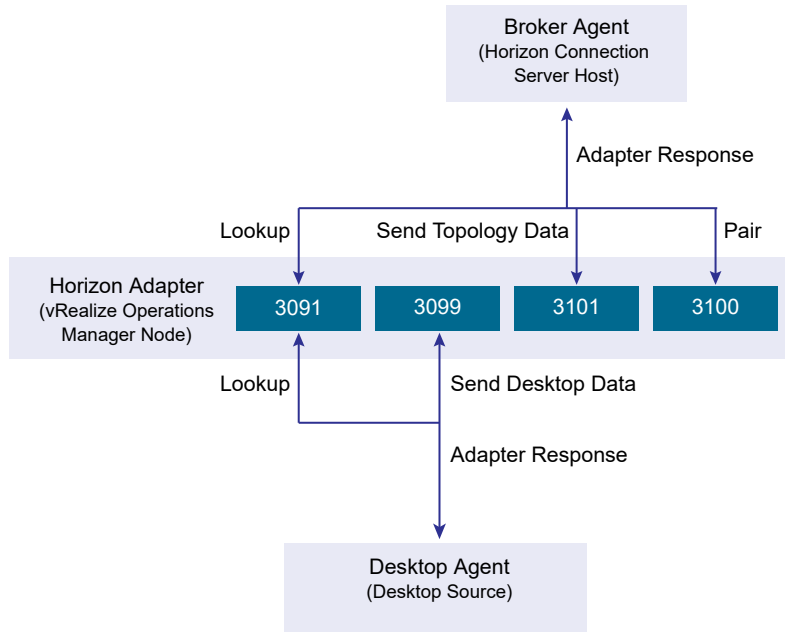 Broker Agent
(Horizon Connection
Server Host)
Adapter Response
Lookup
Send Topology Data
Pair
Horizon Adapter
(vRealize Operations
Manager Node)
3091
3099
3101
3100
Lookup
Send Desktop Data
Adapter Response
Desktop Agent
(Desktop Source)